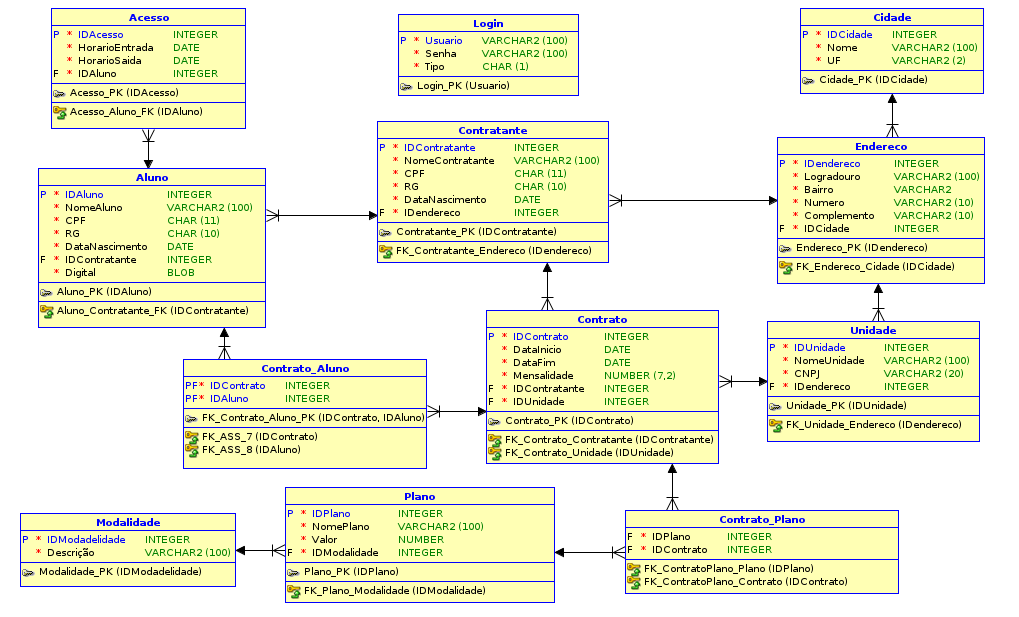 Acesso
P * IDAcesso INTEGER
* HorarioEntrada DATE
* HorarioSaida DATE
F * IDAluno INTEGER
Acesso_PK (IDAcesso)
Acesso_Aluno_FK (IDAluno)
Login
P * Usuario VARCHAR2 (100)
* Senha VARCHAR2 (100)
* Tipo CHAR (1)
Login_PK (Usuario)
Cidade
P * IDCidade INTEGER
* Nome VARCHAR2 (100)
* UF VARCHAR2 (2)
Cidade_PK (IDCidade)
Contratante
P * IDContratante INTEGER
* NomeContratante VARCHAR2 (100)
* CPF CHAR (11)
* RG CHAR (10)
* DataNascimento DATE
F * IDendereco INTEGER
Contratante_PK (IDContratante)
FK_Contratante_Endereco (IDendereco)
Endereco
P * IDendereco INTEGER
* Logradouro VARCHAR2 (100)
* Bairro VARCHAR2
* Numero VARCHAR2 (10)
* Complemento VARCHAR2 (10)
F * IDCidade INTEGER
Endereco_PK (IDendereco)
FK_Endereco_Cidade (IDCidade)
Aluno
P * IDAluno INTEGER
* NomeAluno VARCHAR2 (100)
* CPF CHAR (11)
* RG CHAR (10)
* DataNascimento DATE
F * IDContratante INTEGER
* Digital BLOB
Aluno_PK (IDAluno)
Aluno_Contratante_FK (IDContratante)
Contrato
P * IDContrato INTEGER
* DataInicio DATE
* DataFim DATE
* Mensalidade NUMBER (7,2)
F * IDContratante INTEGER
F * IDUnidade INTEGER
Contrato_PK (IDContrato)
FK_Contrato_Contratante (IDContratante)
FK_Contrato_Unidade (IDUnidade)
Unidade
P * IDUnidade INTEGER
* NomeUnidade VARCHAR2 (100)
* CNPJ VARCHAR2 (20)
F * IDendereco INTEGER
Unidade_PK (IDUnidade)
FK_Unidade_Endereco (IDendereco)
Contrato_Aluno
PF* IDContrato INTEGER
PF* IDAluno INTEGER
FK_Contrato_Aluno_PK (IDContrato, IDAluno)
FK_ASS_7 (IDContrato)
FK_ASS_8 (IDAluno)
Plano
P * IDPlano INTEGER
* NomePlano VARCHAR2 (100)
* Valor NUMBER
F * IDModalidade INTEGER
Plano_PK (IDPlano)
FK_Plano_Modalidade (IDModalidade)
Modalidade
P * IDModadelidade INTEGER
* Descrição VARCHAR2 (100)
Modalidade_PK (IDModadelidade)
Contrato_Plano
F * IDPlano INTEGER
F * IDContrato INTEGER
FK_ContratoPlano_Plano (IDPlano)
FK_ContratoPlano_Contrato (IDContrato)